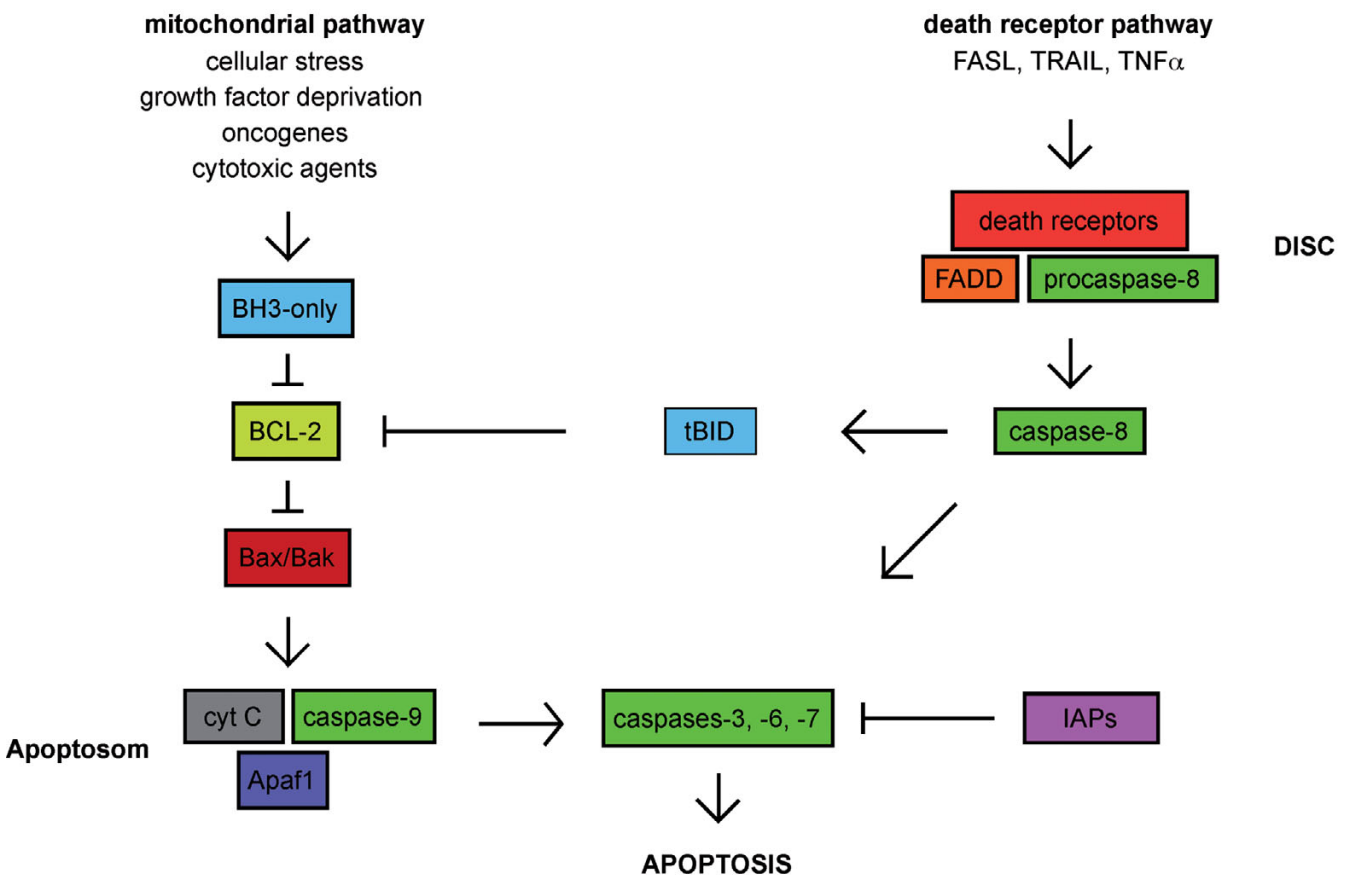 mitochondrial pathway
cellular stress
growth factor deprivation
oncogenes
cytotoxic agents
death receptor pathway
FASL, TRAIL, TNFα
death receptors
DISC
FADD
procaspase-8
BH3-only
BCL-2
tBID
caspase-8
Bax/Bak
cyt C
caspase-9
caspases-3, -6, -7
IAPs
Apoptosom
Apaf1
APOPTOSIS